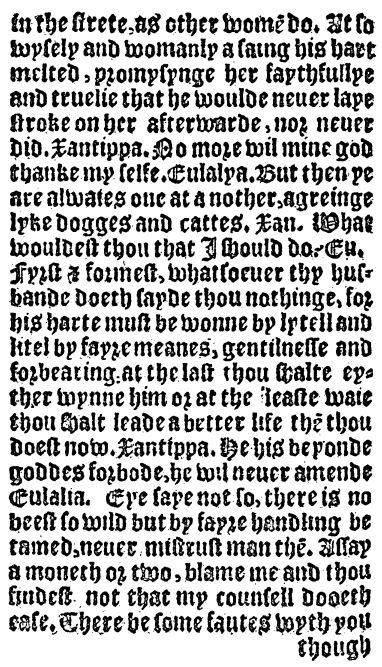 in the strete, as other womē do. At so
wysely and womanly a saing his hart
melted, promysynge her faythfullye
and truelie that he woulde neuer laye
stroke on her afterwarde, nor neuer
did. Xantippa. No more wil mine god
thanke my selfe. Eulalya. But then ye
are alwaies one at a nother, agreinge
lyke dogges and cattes. Xan. What
wouldest thou that I should do? Eu.
Fyrst & formest, whatsoeuer thy hus-
bande doeth sayde thou nothinge, for
his harte must be wonne by lytell and
litel by fayre meanes, gentilnesse and
forbearing. at the last thou shalte ey-
ther wynne him or at the leaste waie
thou shalt leade a better life thē thou
doest now. Xantippa. He his beyonde
goddes forbode, he wil neuer amende
Eulalia. Eye saye not so, there is no
beest so wild but by fayre handling be
tamed, neuer mistrust man thē. Assay
a moneth or two, blame me and thou
findest not that my counsell dooeth
ease. There be some fautes wyth you
though